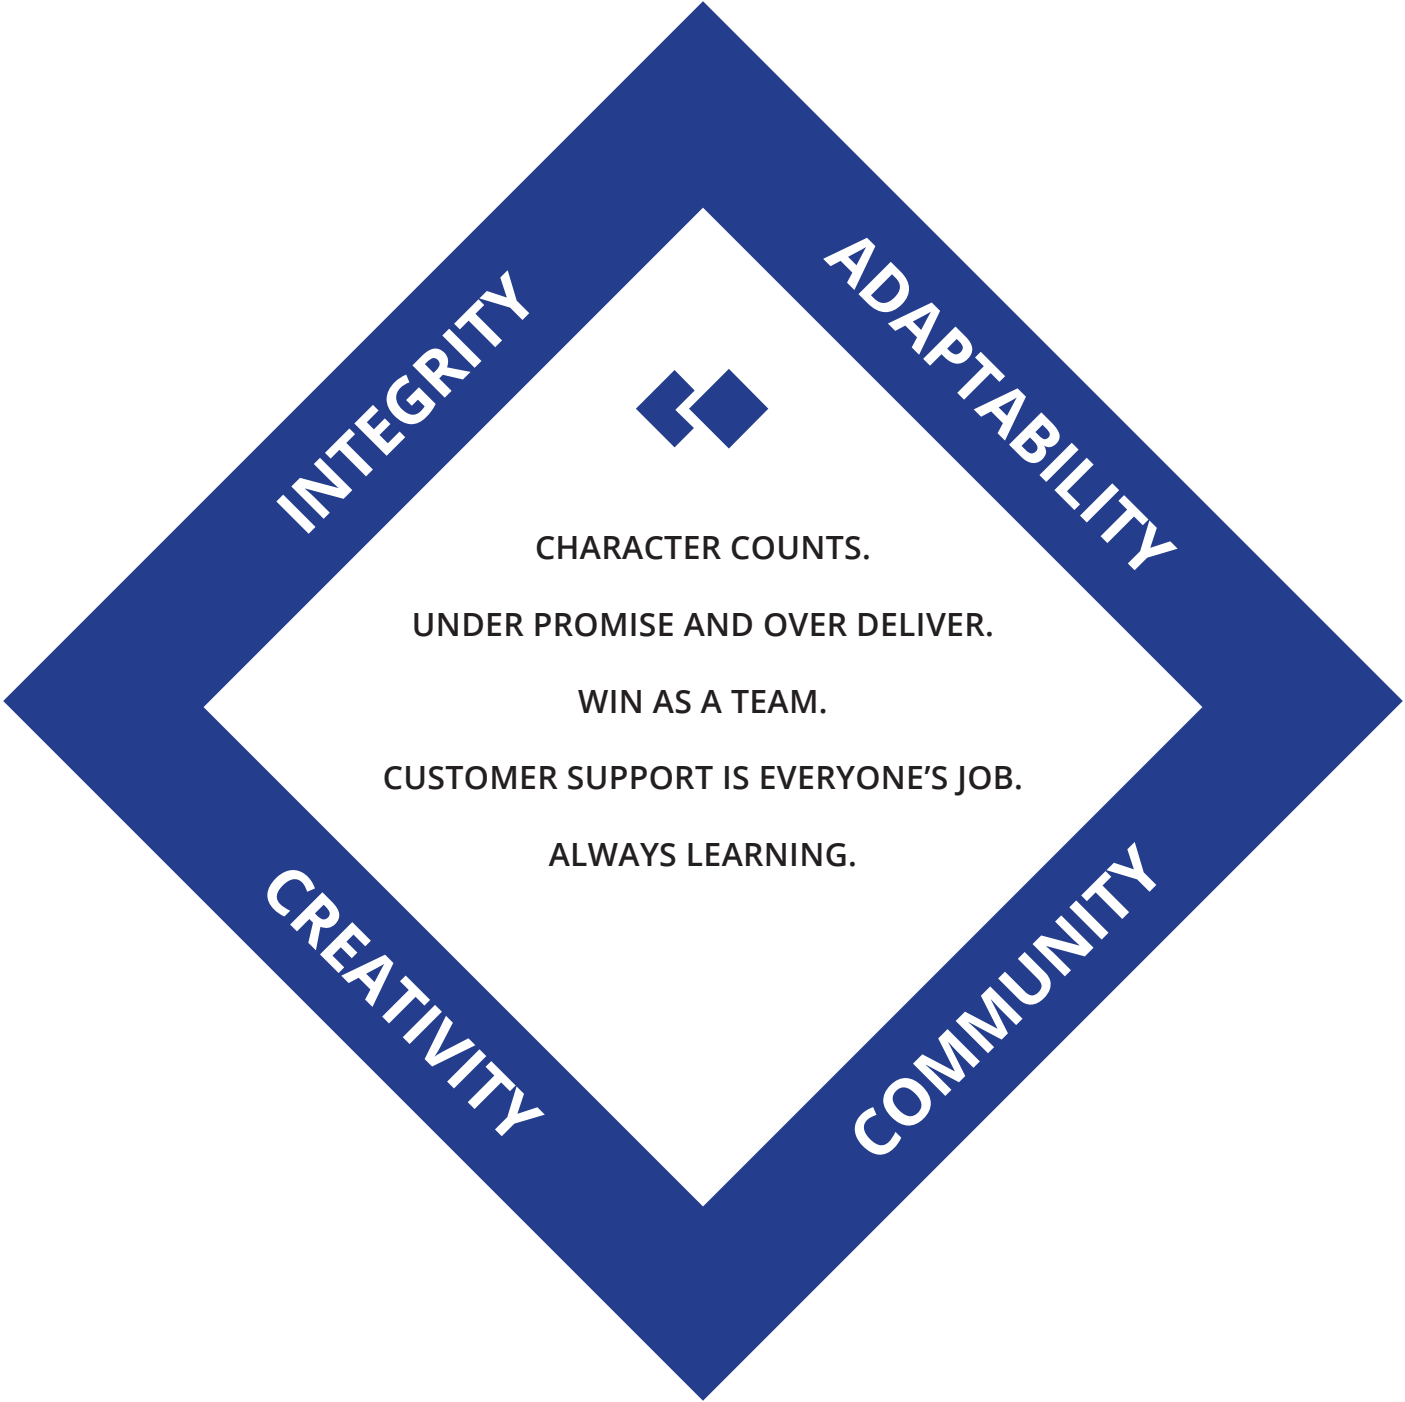 INTEGRITY
ADAPTABILITY
CHARACTER COUNTS.
UNDER PROMISE AND OVER DELIVER.
WIN AS A TEAM.
CUSTOMER SUPPORT IS EVERYONE’S JOB.
ALWAYS LEARNING.
CREATIVITY
COMMUNITY